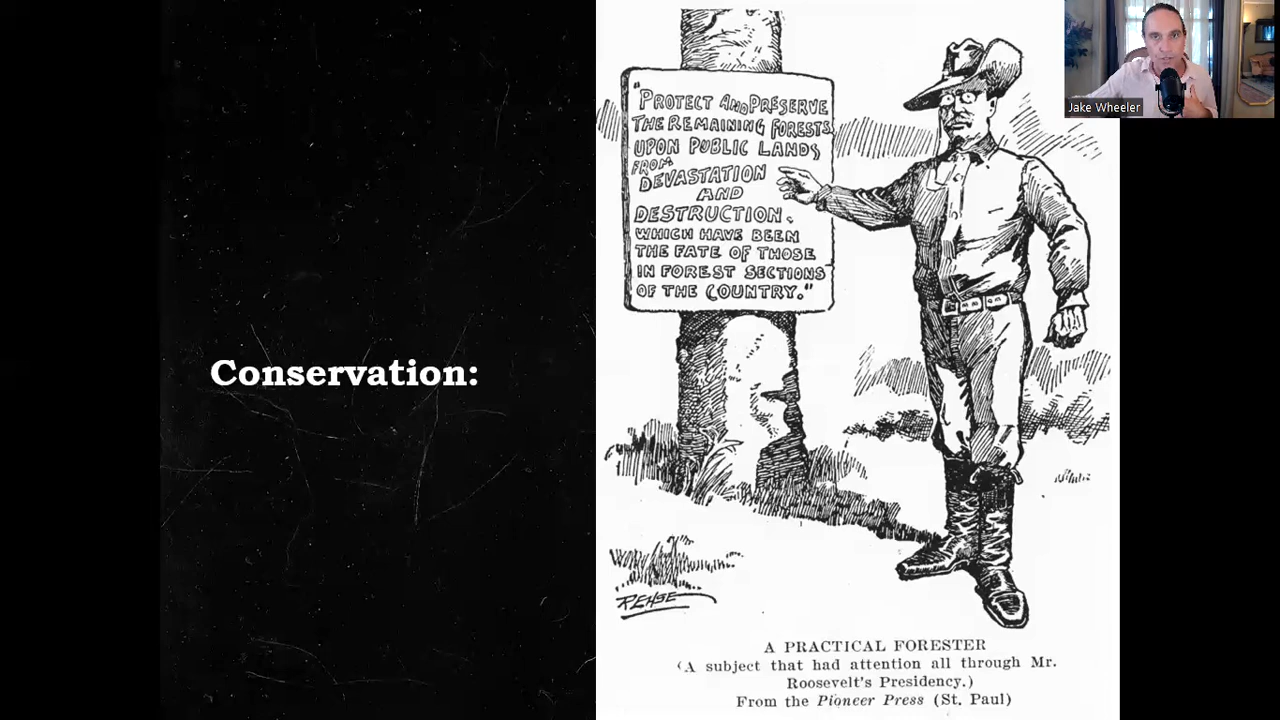 Conservation:
"PROTECT AND PRESERVE
THE REMAINING FORESTS
UPON PUBLIC LANDS
FROM
DEVASTATION
AND
DESTRUCTION,
WHICH HAVE BEEN
THE FATE OF THOSE
IN FOREST SECTIONS
OF THE COUNTRY."
REHSE
A PRACTICAL FORESTER
(A subject that had attention all through Mr.
Roosevelt's Presidency.)
From the Pioneer Press (St. Paul)
Jake Wheeler